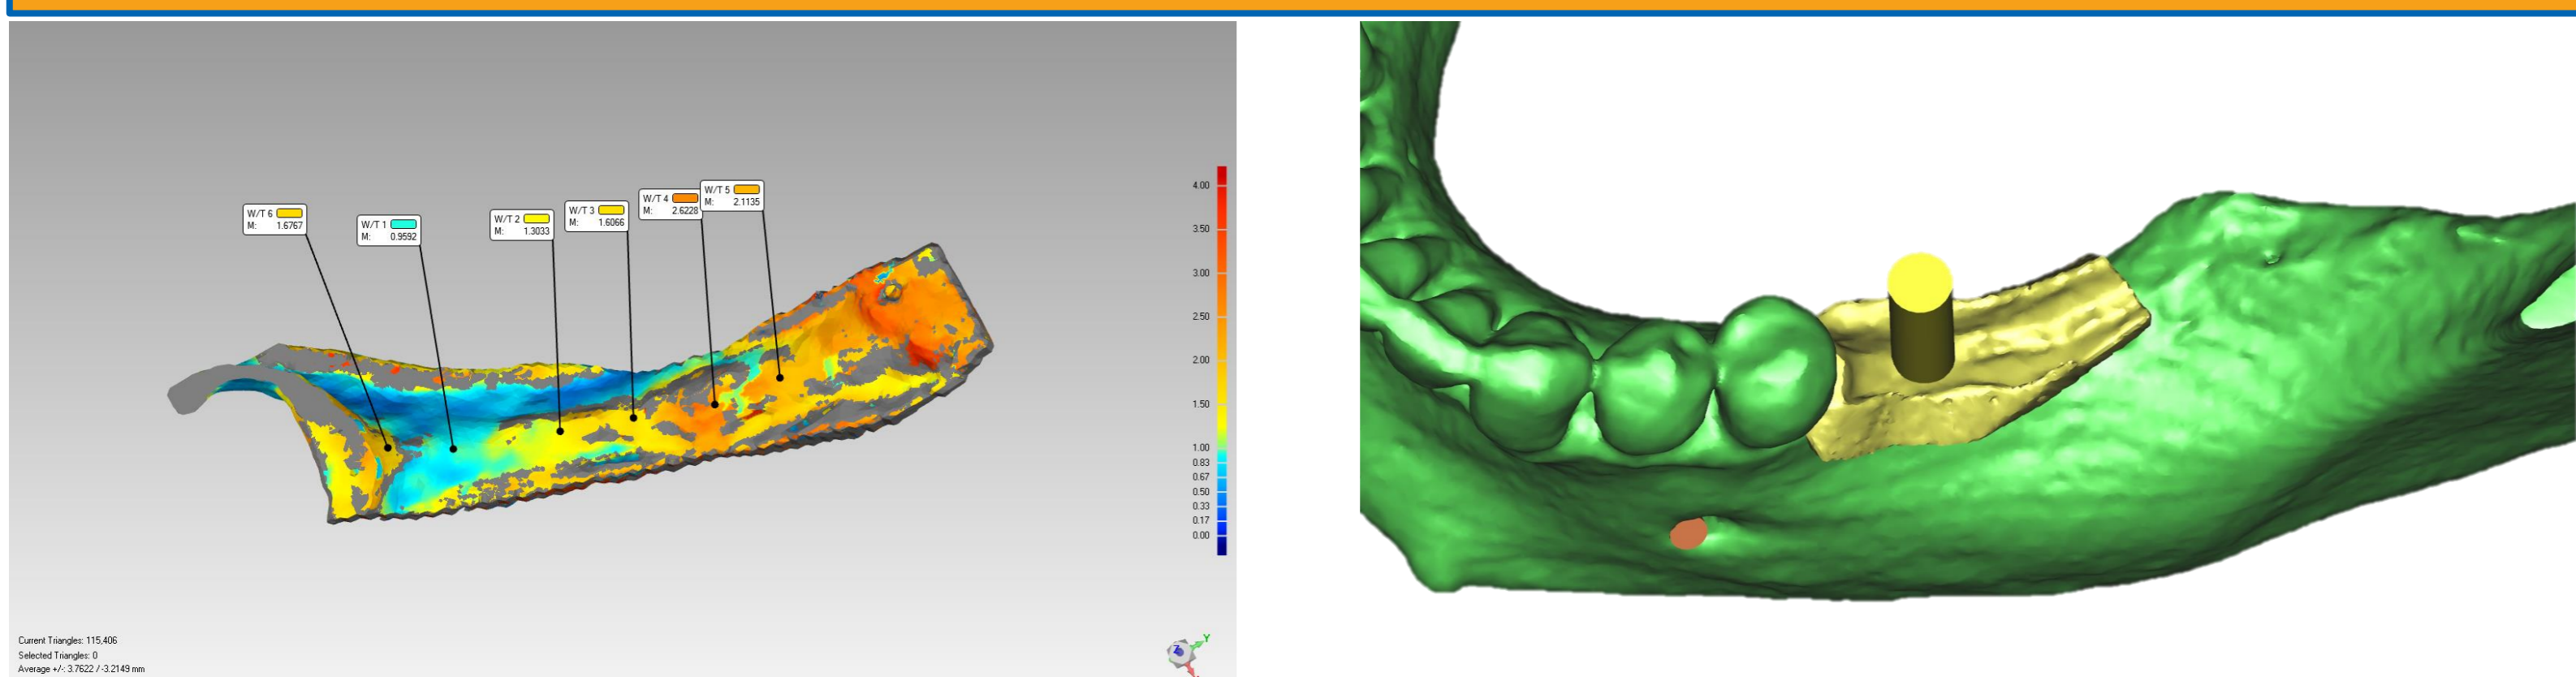 W/T 6
M: 1.6767
W/T 1
M: 0.9592
W/T 2
M: 1.3033
W/T 3
M: 1.6066
W/T 4
M: 2.6228
W/T 5
M: 2.1135
4.00
3.50
3.00
2.50
2.00
1.50
1.00
0.83
0.67
0.50
0.33
0.17
0.00
Current Triangles: 115,406
Selected Triangles: 0
Average +/-: 3.7622 / -3.2149 mm
Y
Z